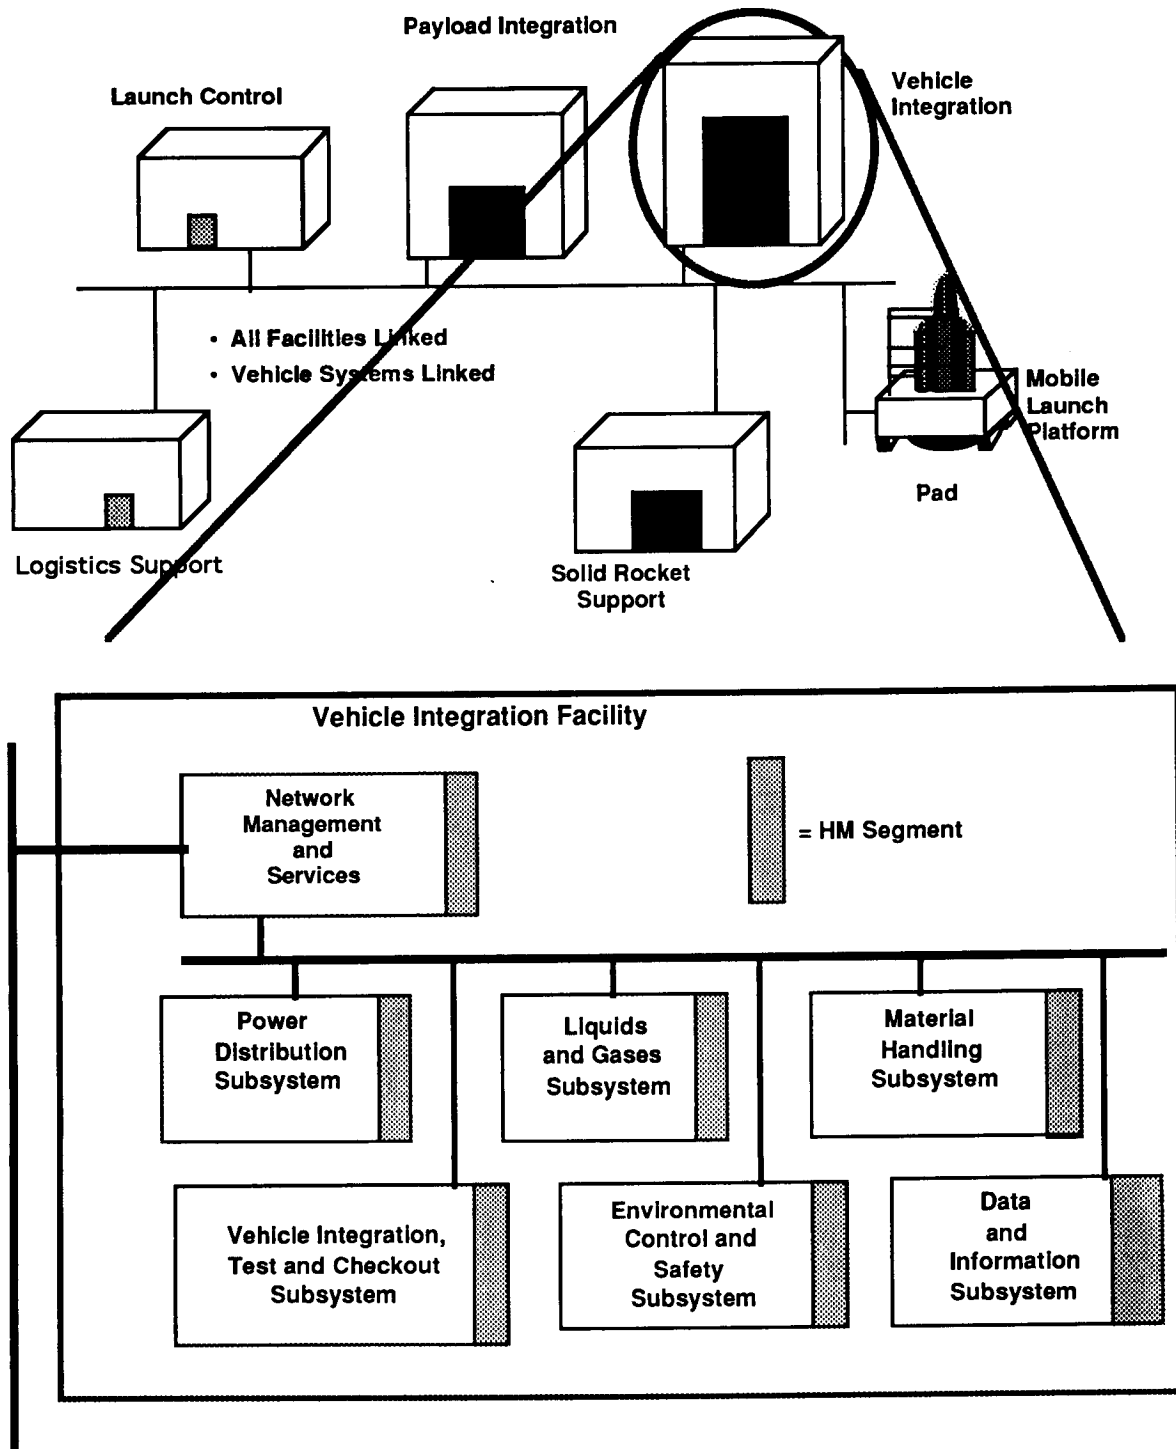 Payload Integration
Launch Control
Vehicle
Integration
• All Facilities Linked
• Vehicle Systems Linked
Mobile
Launch
Platform
Pad
Logistics Support
Solid Rocket
Support
Vehicle Integration Facility
Network
Management
and
Services
= HM Segment
Power
Distribution
Subsystem
Liquids
and Gases
Subsystem
Material
Handling
Subsystem
Vehicle Integration,
Test and Checkout
Subsystem
Environmental
Control and
Safety
Subsystem
Data
and
Information
Subsystem